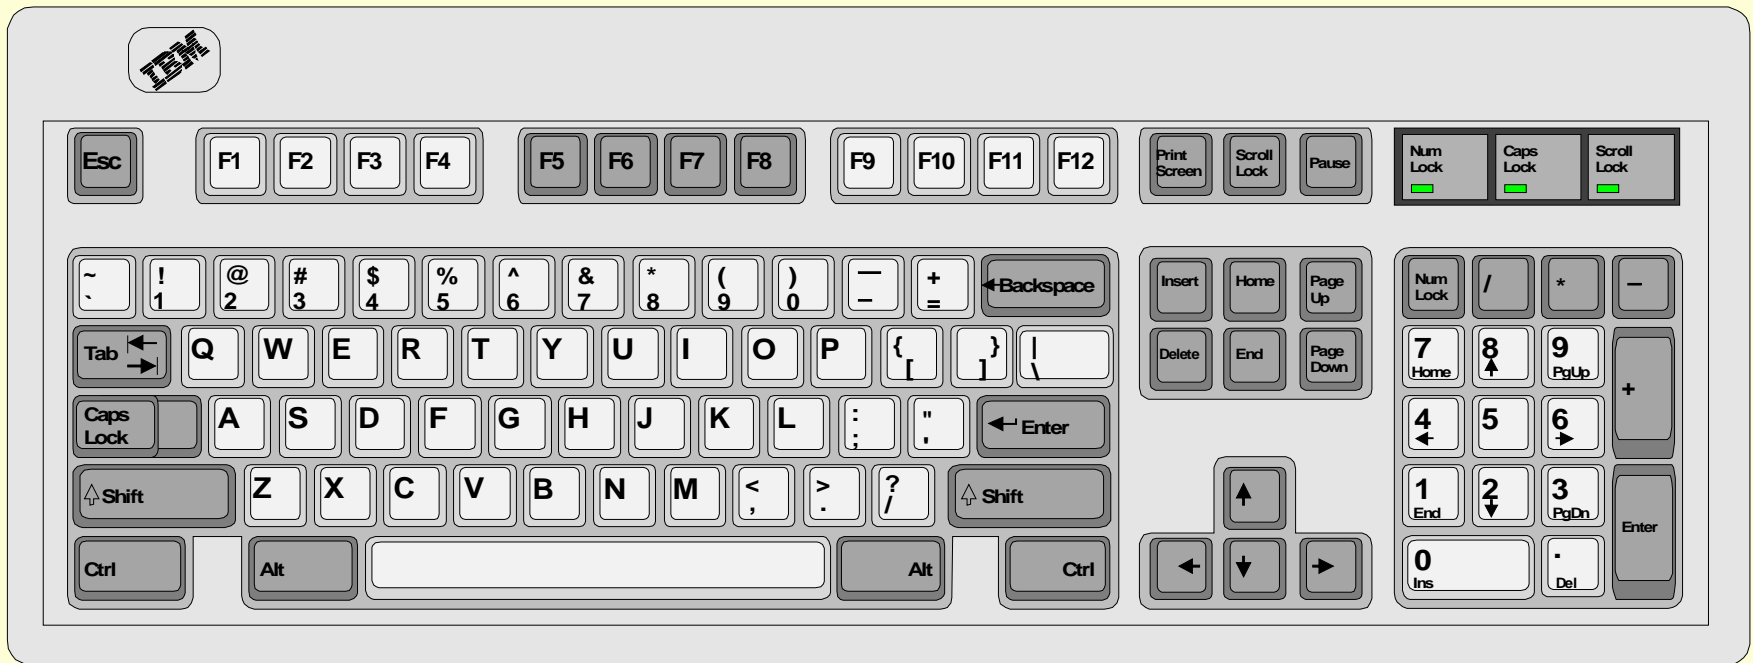 IBM
Esc F1 F2 F3 F4 F5 F6 F7 F8 F9 F10 F11 F12 Print Screen Scroll Lock Pause Num Lock Caps Lock Scroll Lock
~ ! @ # $ % ^ & * ( ) — +
` 1 2 3 4 5 6 7 8 9 0 – = Backspace Insert Home Page Up Num Lock / * –
Tab Q W E R T Y U I O P { [ } ] | \ Delete End Page Down 7 Home 8 9 PgUp +
Caps Lock A S D F G H J K L : ; " ' Enter 4 5 6
Shift Z X C V B N M < , > . ? / Shift 1 End 2 3 PgDn Enter
Ctrl Alt Alt Ctrl 0 Ins . Del